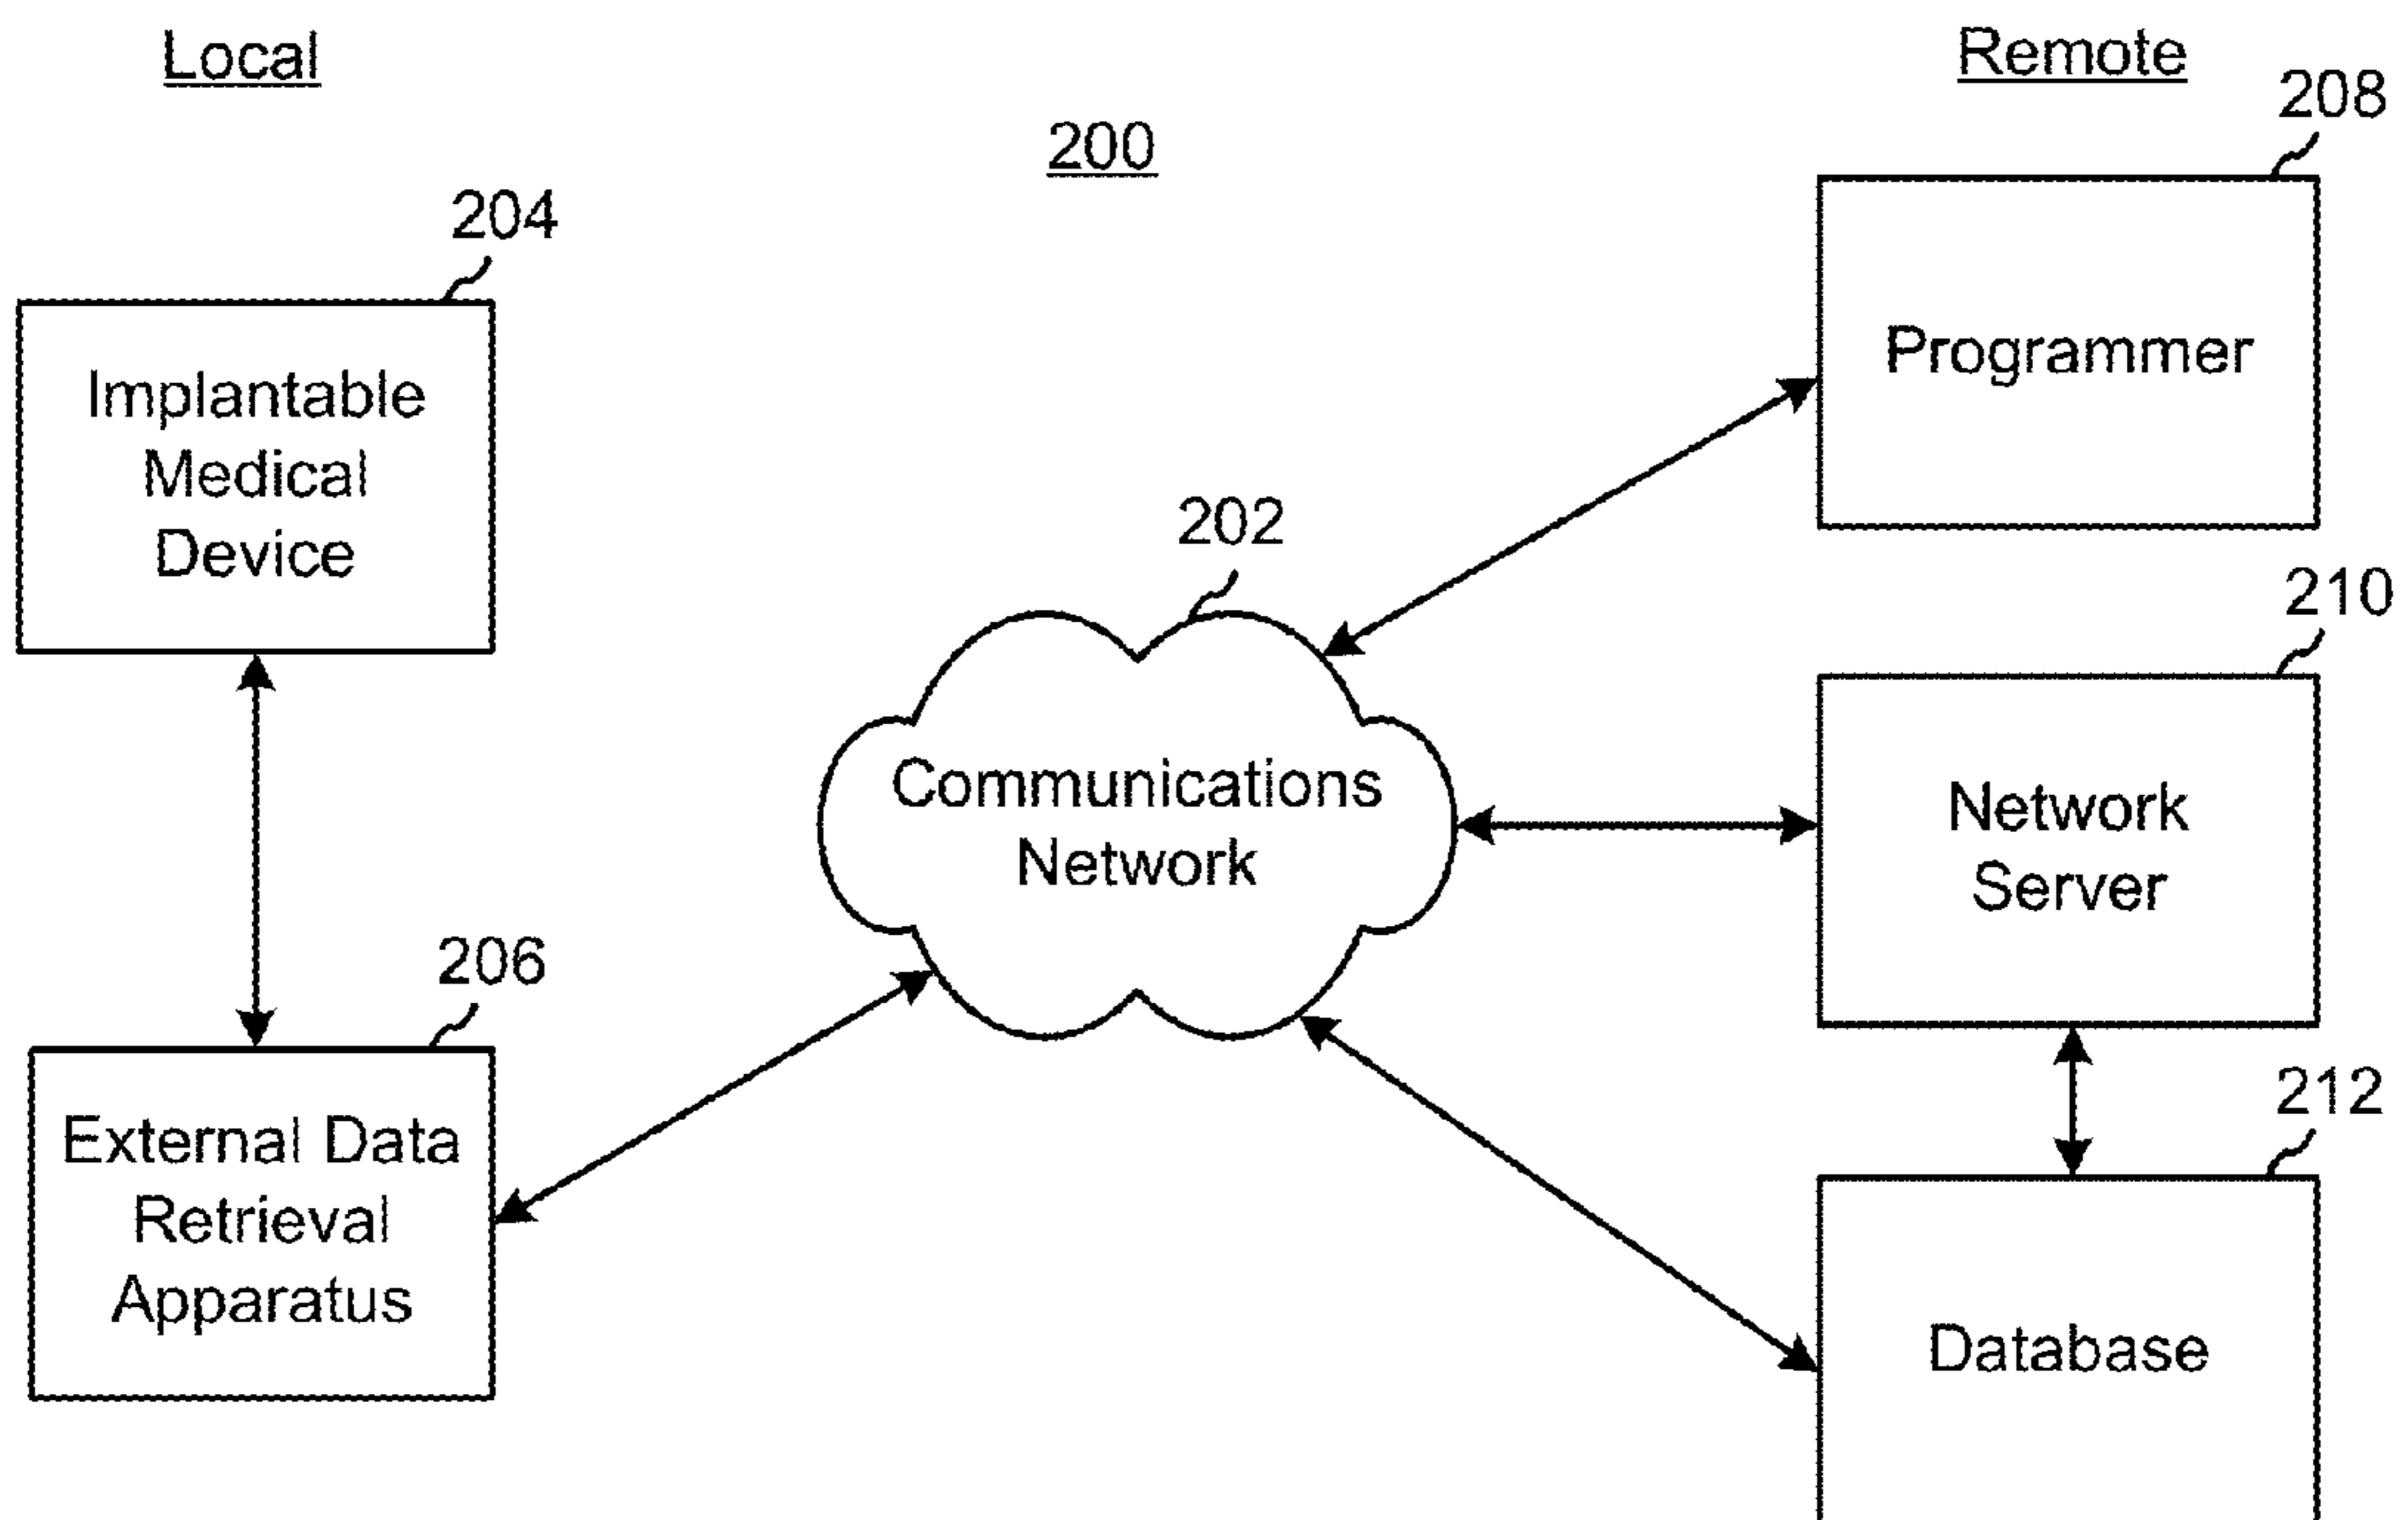 Local
Remote
208
200
204
Programmer
Implantable
Medical
Device
202
210
Communications
Network
Network
Server
206
212
External Data
Retrieval
Apparatus
Database